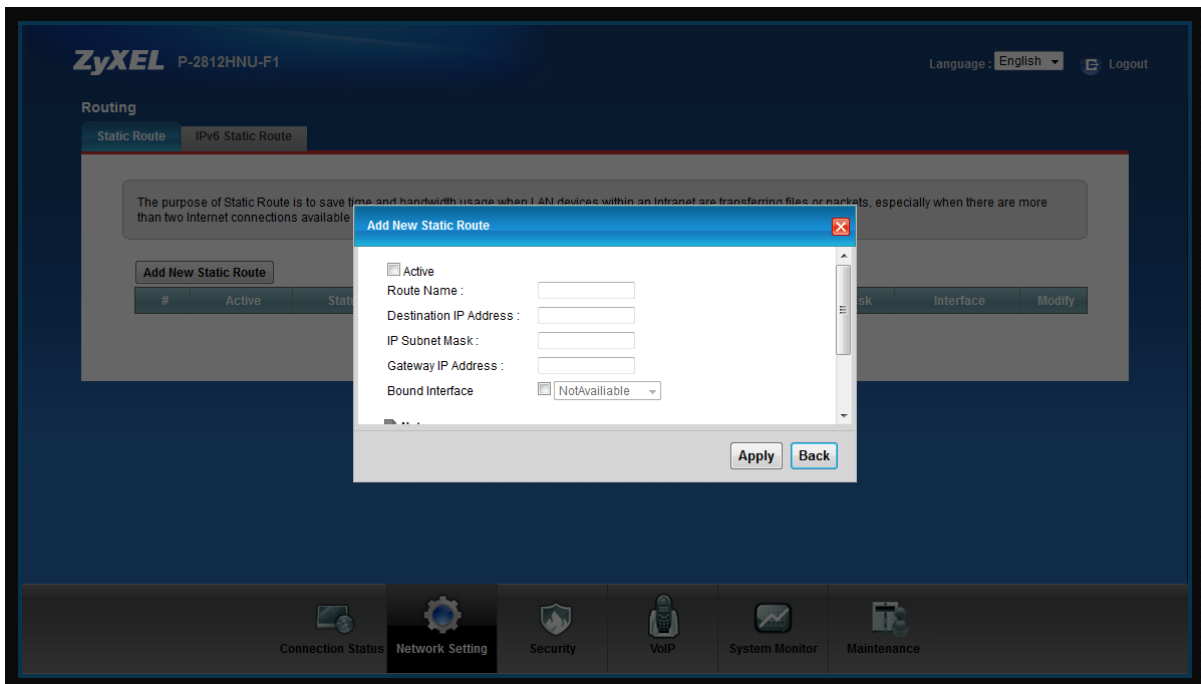 ZyXEL P-2812HNU-F1
Language : English
Logout
Routing
Static Route
IPv6 Static Route
The purpose of Static Route is to save time and bandwidth usage when LAN devices within an Intranet are transferring files or packets, especially when there are more
than two Internet connections available
Add New Static Route
Add New Static Route
# Active Interface Modify
Active
Route Name :
Destination IP Address :
IP Subnet Mask :
Gateway IP Address :
Bound Interface NotAvailiable
Apply Back
Connection Status Network Setting Security VoIP System Monitor Maintenance